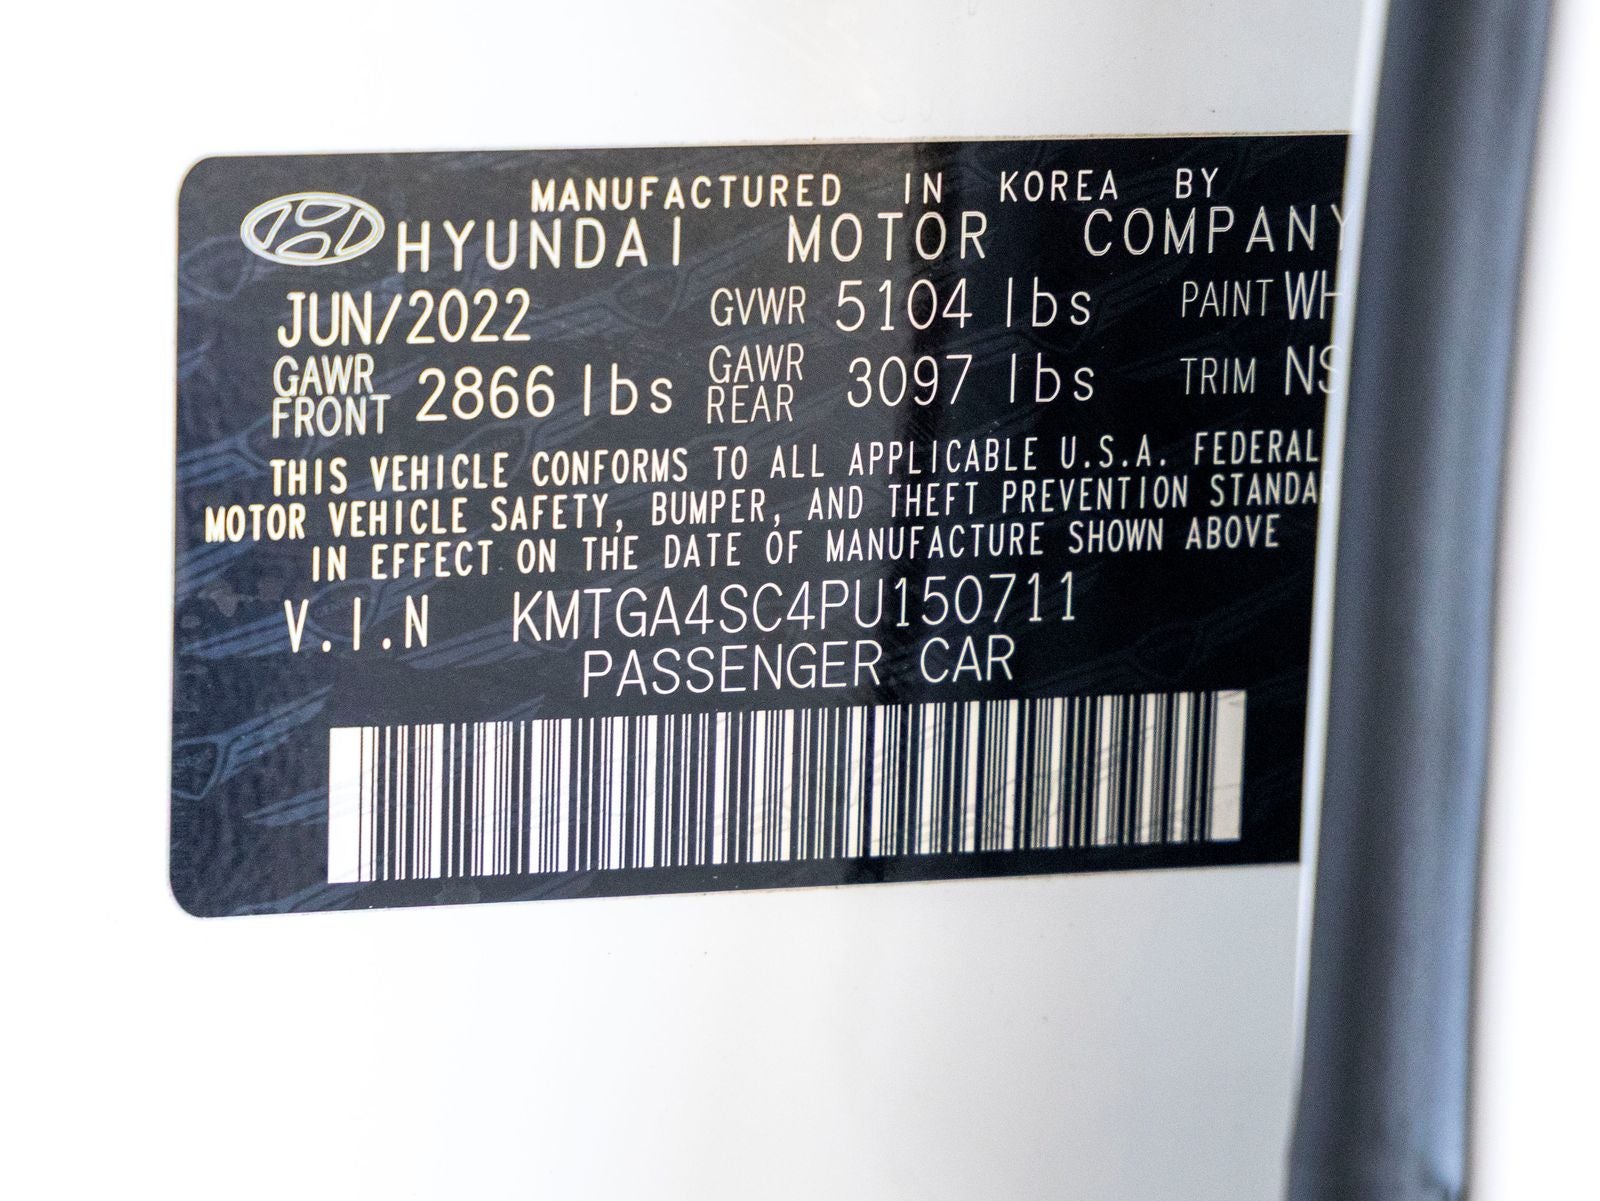 MANUFACTURED IN KOREA BY
HYUNDAI MOTOR COMPANY
JUN/2022 GVWR 5104 lbs PAINT WH
GAWR FRONT 2866 lbs GAWR REAR 3097 lbs TRIM NS
THIS VEHICLE CONFORMS TO ALL APPLICABLE U.S.A. FEDERAL
MOTOR VEHICLE SAFETY, BUMPER, AND THEFT PREVENTION STANDA
IN EFFECT ON THE DATE OF MANUFACTURE SHOWN ABOVE
V.I.N KMTGA4SC4PU150711
PASSENGER CAR